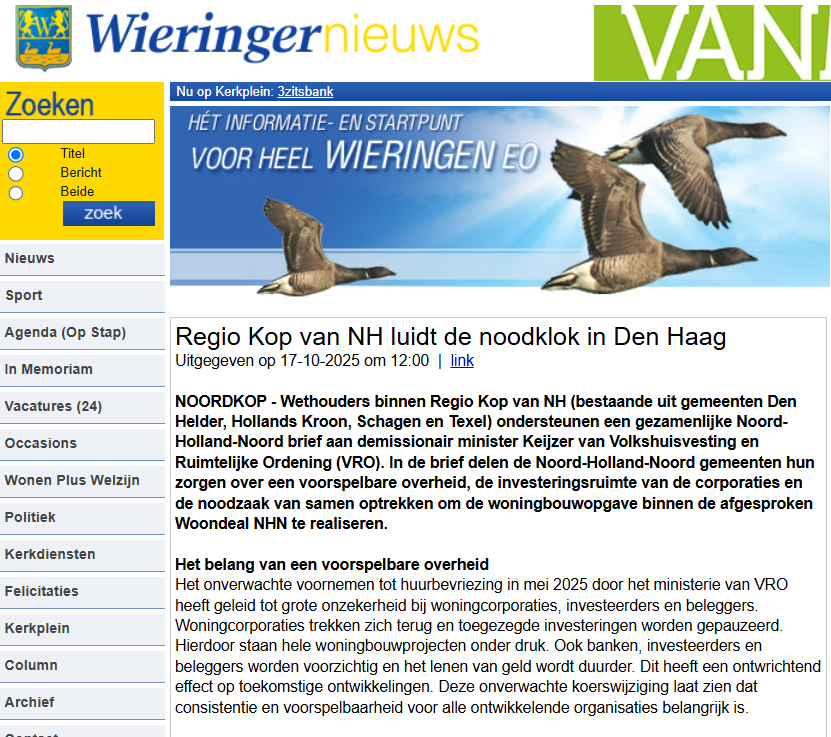 Wieringernieuws
VAN
Zoeken
Titel
Bericht
Beide
zoek
Nieuws
Sport
Agenda (Op Stap)
In Memoriam
Vacatures (24)
Occasions
Wonen Plus Welzijn
Politiek
Kerkdiensten
Felicitaties
Kerkplein
Column
Archief
Contact
Nu op Kerkplein: 3zitsbank
HÉT INFORMATIE- EN STARTPUNT
VOOR HEEL WIERINGEN EO
Regio Kop van NH luidt de noodklok in Den Haag
Uitgegeven op 17-10-2025 om 12:00 | link
NOORDKOP - Wethouders binnen Regio Kop van NH (bestaande uit gemeenten Den
Helder, Hollands Kroon, Schagen en Texel) ondersteunen een gezamenlijke Noord-
Holland-Noord brief aan demissionair minister Keijzer van Volkshuisvesting en
Ruimtelijke Ordening (VRO). In de brief delen de Noord-Holland-Noord gemeenten hun
zorgen over een voorspelbare overheid, de investeringsruimte van de corporaties en
de noodzaak van samen optrekken om de woningbouwopgave binnen de afgesproken
Woondeal NHN te realiseren.
Het belang van een voorspelbare overheid
Het onverwachte voornemen tot huurbevriezing in mei 2025 door het ministerie van VRO
heeft geleid tot grote onzekerheid bij woningcorporaties, investeerders en beleggers.
Woningcorporaties trekken zich terug en toegezegde investeringen worden gepauzeerd.
Hierdoor staan hele woningbouwprojecten onder druk. Ook banken, investeerders en
beleggers worden voorzichtig en het lenen van geld wordt duurder. Dit heeft een ontwrichtend
effect op toekomstige ontwikkelingen. Deze onverwachte koerswijziging laat zien dat
consistentie en voorspelbaarheid voor alle ontwikkelende organisaties belangrijk is.